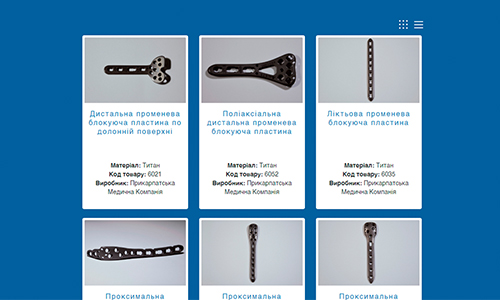 Дистальна променева
блокуюча пластина по
долонній поверхні
Матеріал: Титан
Код товару: 6021
Виробник: Прикарпатська
Медична Компанія
Поліаксіальна
дистальна променева
блокуюча пластина
Матеріал: Титан
Код товару: 6052
Виробник: Прикарпатська
Медична Компанія
Ліктьова променева
блокуюча пластина
Матеріал: Титан
Код товару: 6035
Виробник: Прикарпатська
Медична Компанія
Проксимальна
Проксимальна
Проксимальна